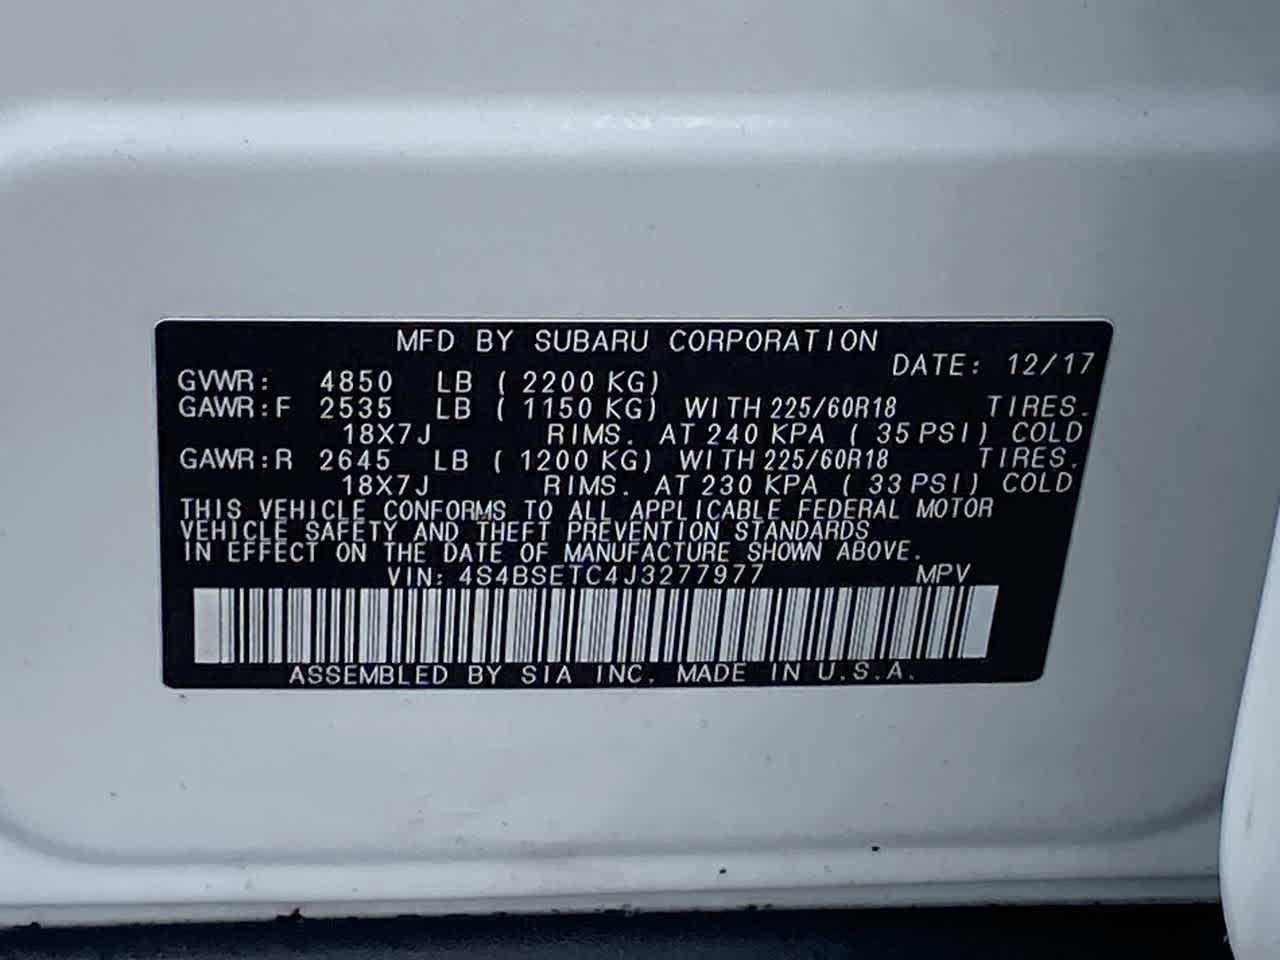 MFD BY SUBARU CORPORATION
DATE: 12/17
GVWR: 4850 LB ( 2200 KG)
GAWR:F 2535 LB ( 1150 KG) WITH 225/60R18 TIRES.
18X7J RIMS. AT 240 KPA ( 35 PSI) COLD
GAWR:R 2645 LB ( 1200 KG) WITH 225/60R18 TIRES.
18X7J RIMS. AT 230 KPA ( 33 PSI) COLD
THIS VEHICLE CONFORMS TO ALL APPLICABLE FEDERAL MOTOR
VEHICLE SAFETY AND THEFT PREVENTION STANDARDS
IN EFFECT ON THE DATE OF MANUFACTURE SHOWN ABOVE.
VIN: 4S4BSETC4J3277977 MPV
ASSEMBLED BY SIA INC. MADE IN U.S.A.